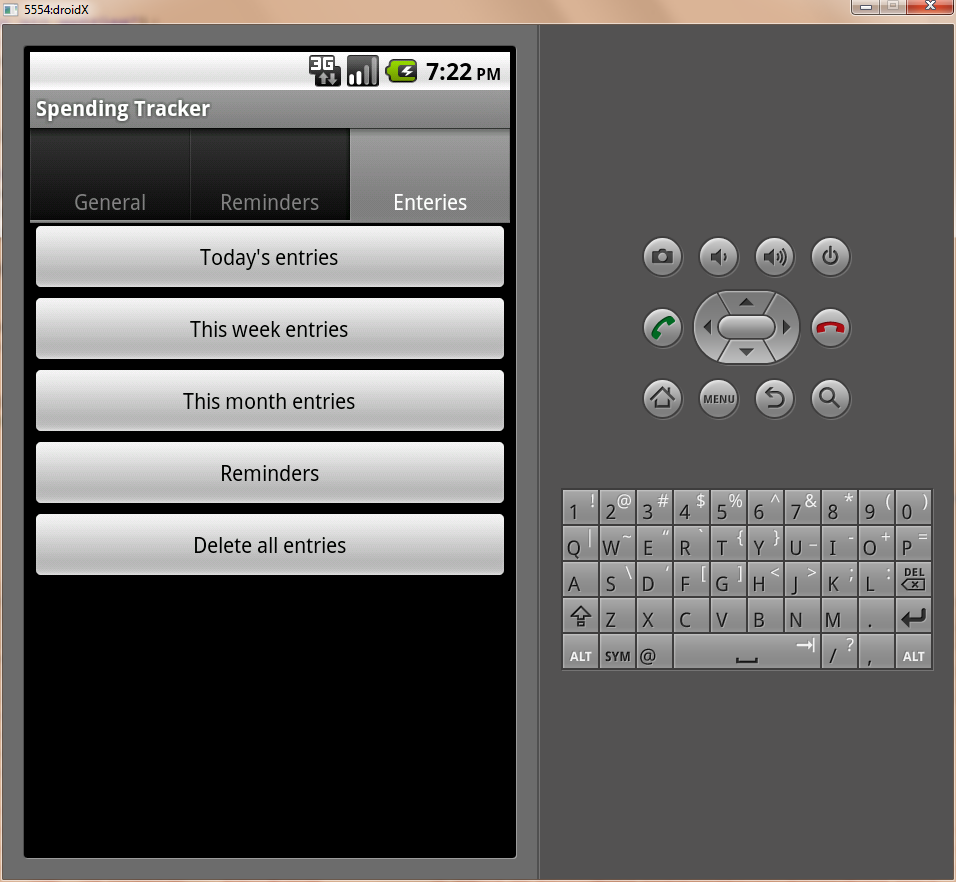 5554:droidX
3G 7:22 PM
Spending Tracker
General Reminders Enteries
Today's entries
This week entries
This month entries
Reminders
Delete all entries
MENU
1 ! 2 @ 3 # 4 $ 5 % 6 ^ 7 & 8 * 9 ( 0 )
Q | W ~ E “ R ` T { Y } U _ I - O + P =
A S \ D ‘ F [ G ] H < J > K ; L : DEL
Z X C V B N M .
ALT SYM @ / ? , ALT